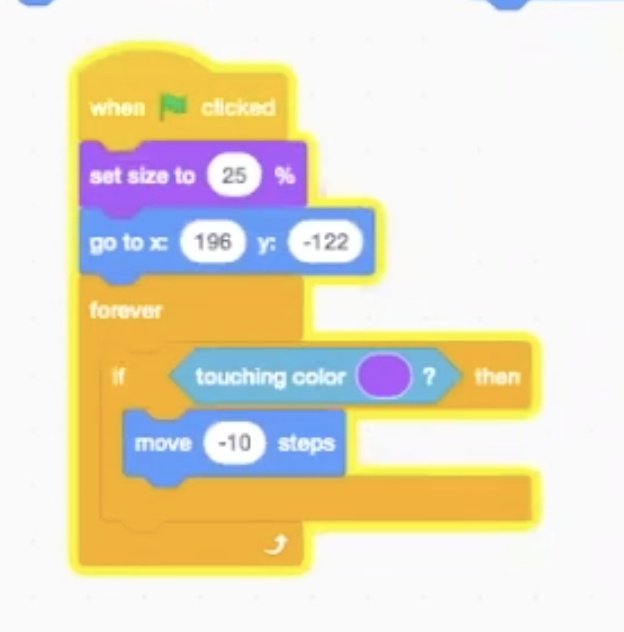 when clicked
set size to 25 %
go to x: 196 y: -122
forever
if touching color ? then
move -10 steps